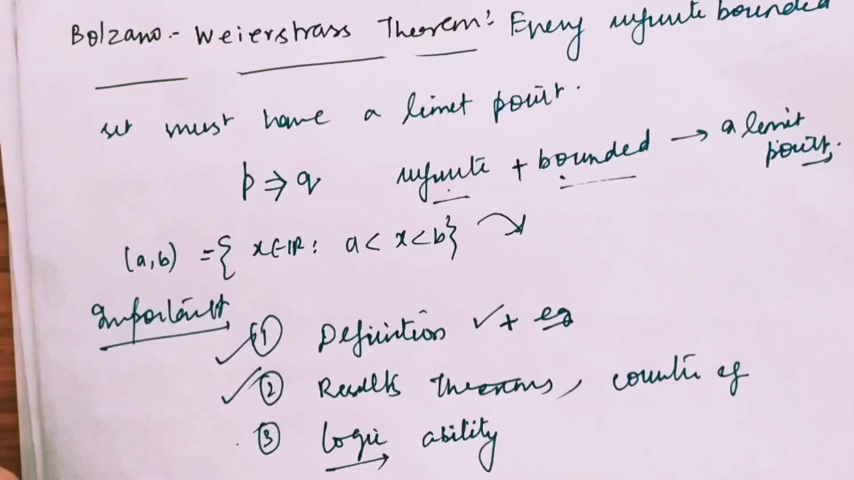 Bolzano - Weierstrass Theorem: Every infinite bounded
set must have a limit point.
p ⇒ q infinite + bounded → a limit
point.
(a,b) = { x∈IR : a < x < b}
Important
① Definition ✓ + eg
② Results Theorems, counter eg
③ Logic ability